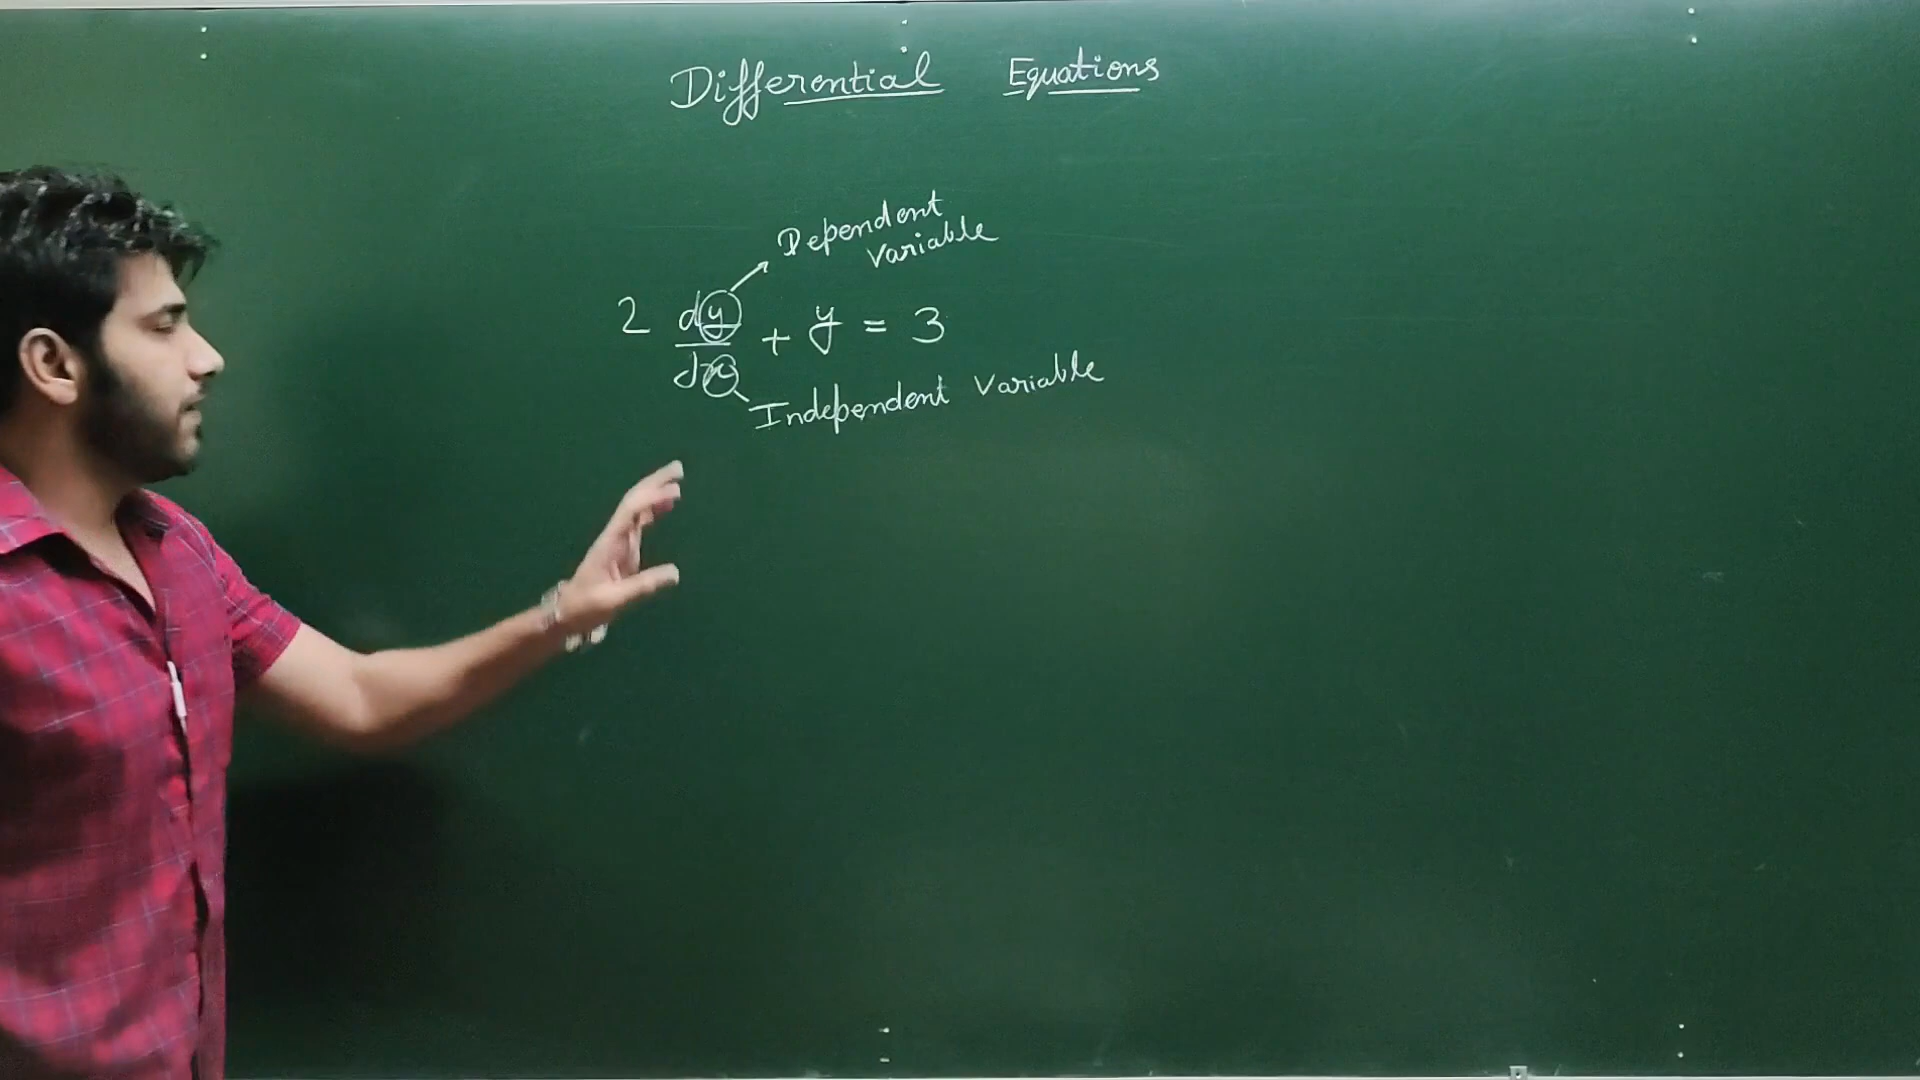 Differential Equations
Dependent
Variable
2 dy/dx + y = 3
Independent Variable